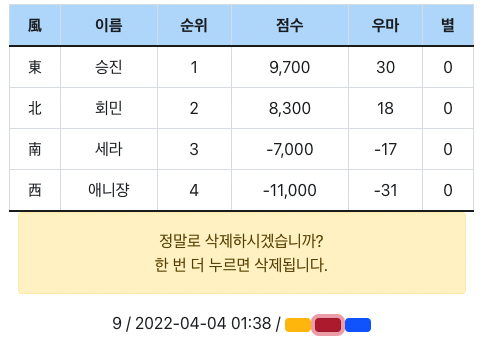 風 이름 순위 점수 우마 별
東 승진 1 9,700 30 0
北 회민 2 8,300 18 0
南 세라 3 -7,000 -17 0
西 애니쟝 4 -11,000 -31 0
정말로 삭제하시겠습니까?
한 번 더 누르면 삭제됩니다.
9 / 2022-04-04 01:38 /